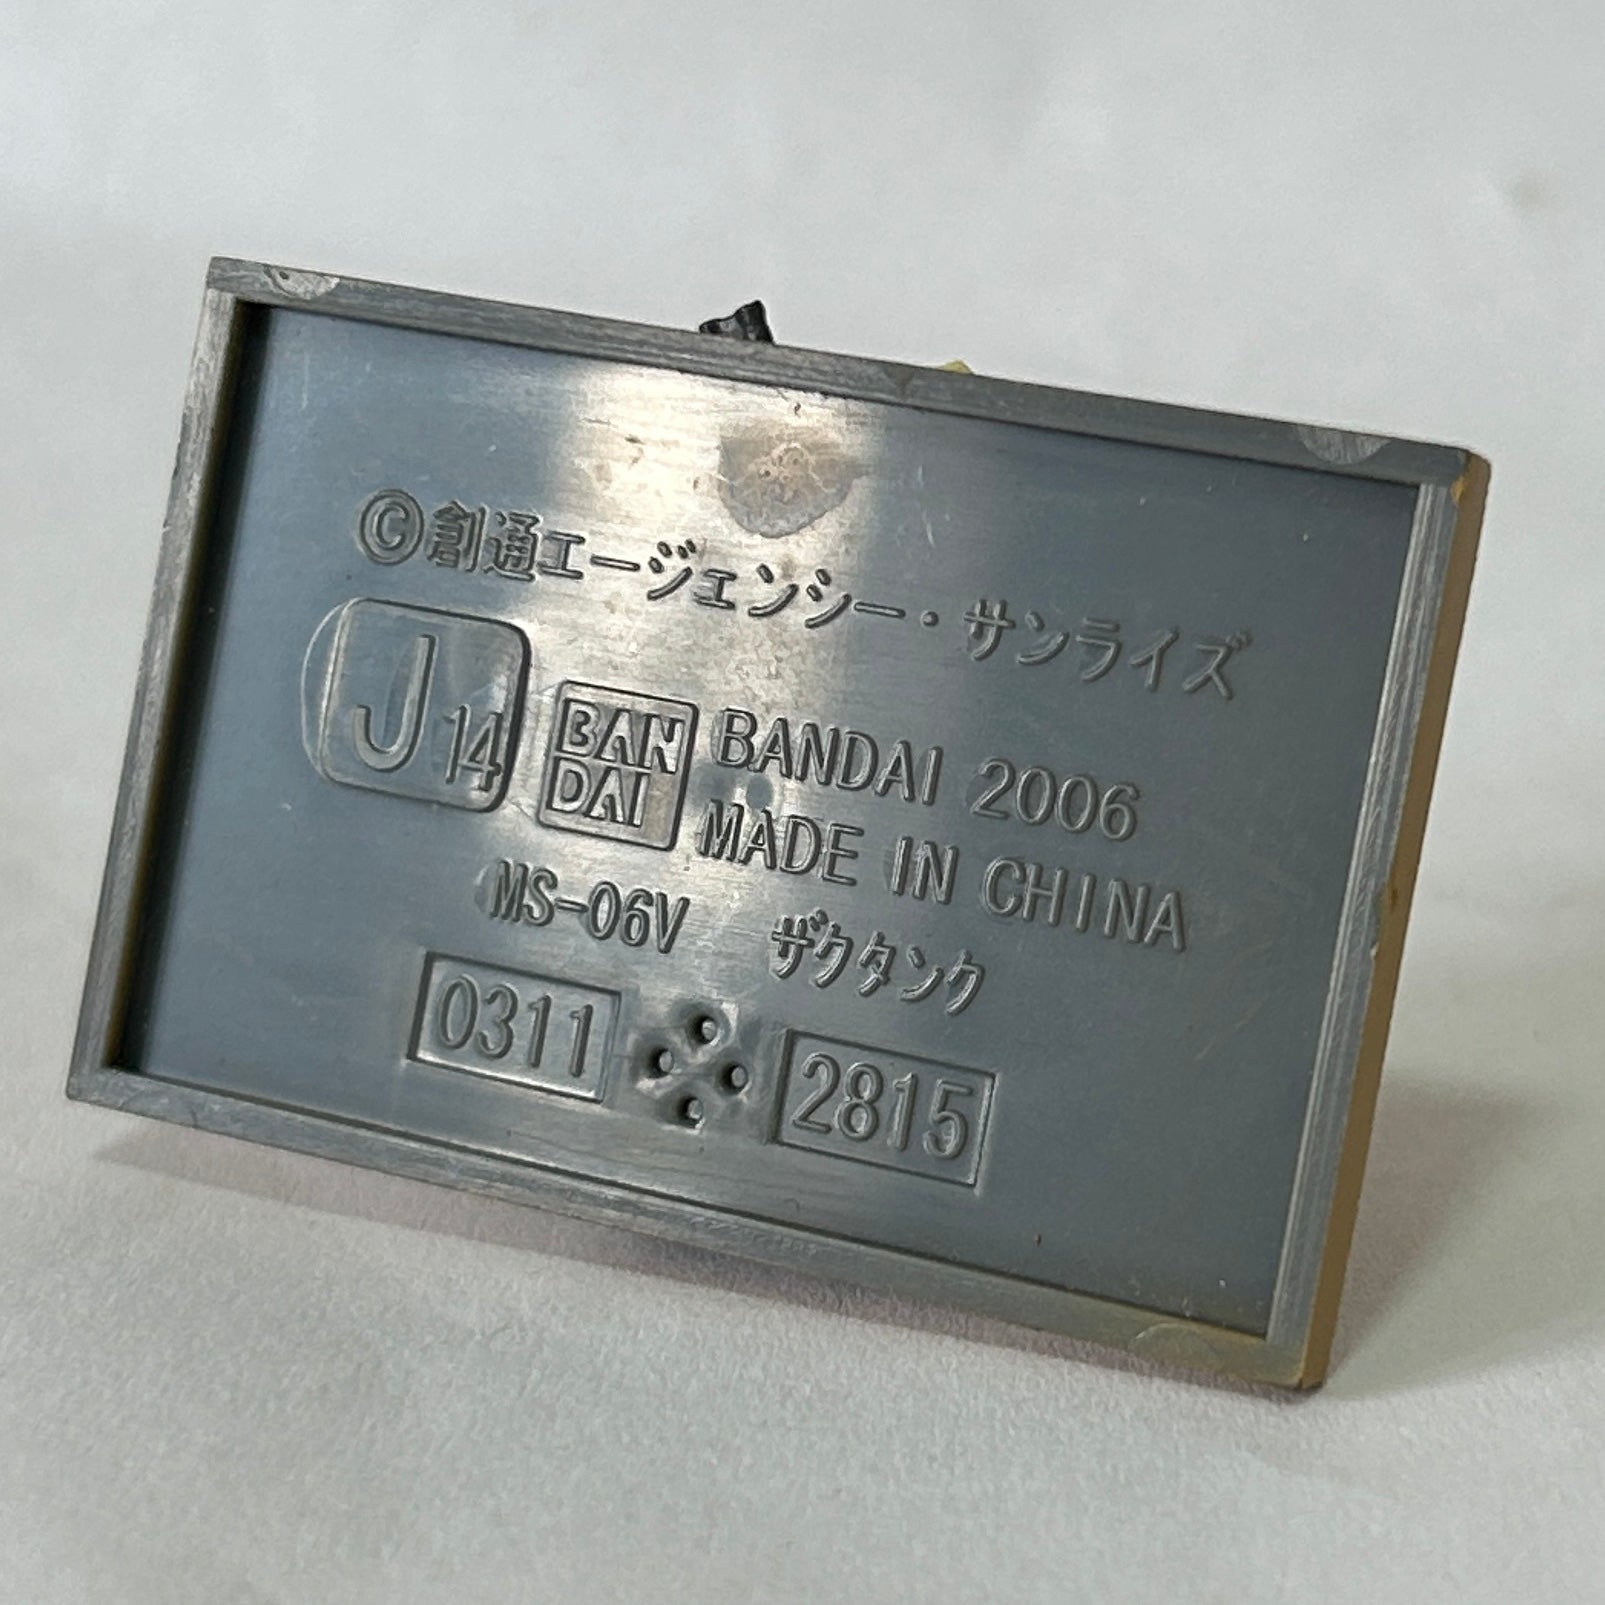 ©創通エージェンシー・サンライズ
J14
BAN
DAI
BANDAI 2006
MADE IN CHINA
MS-06V ザクタンク
0311
2815